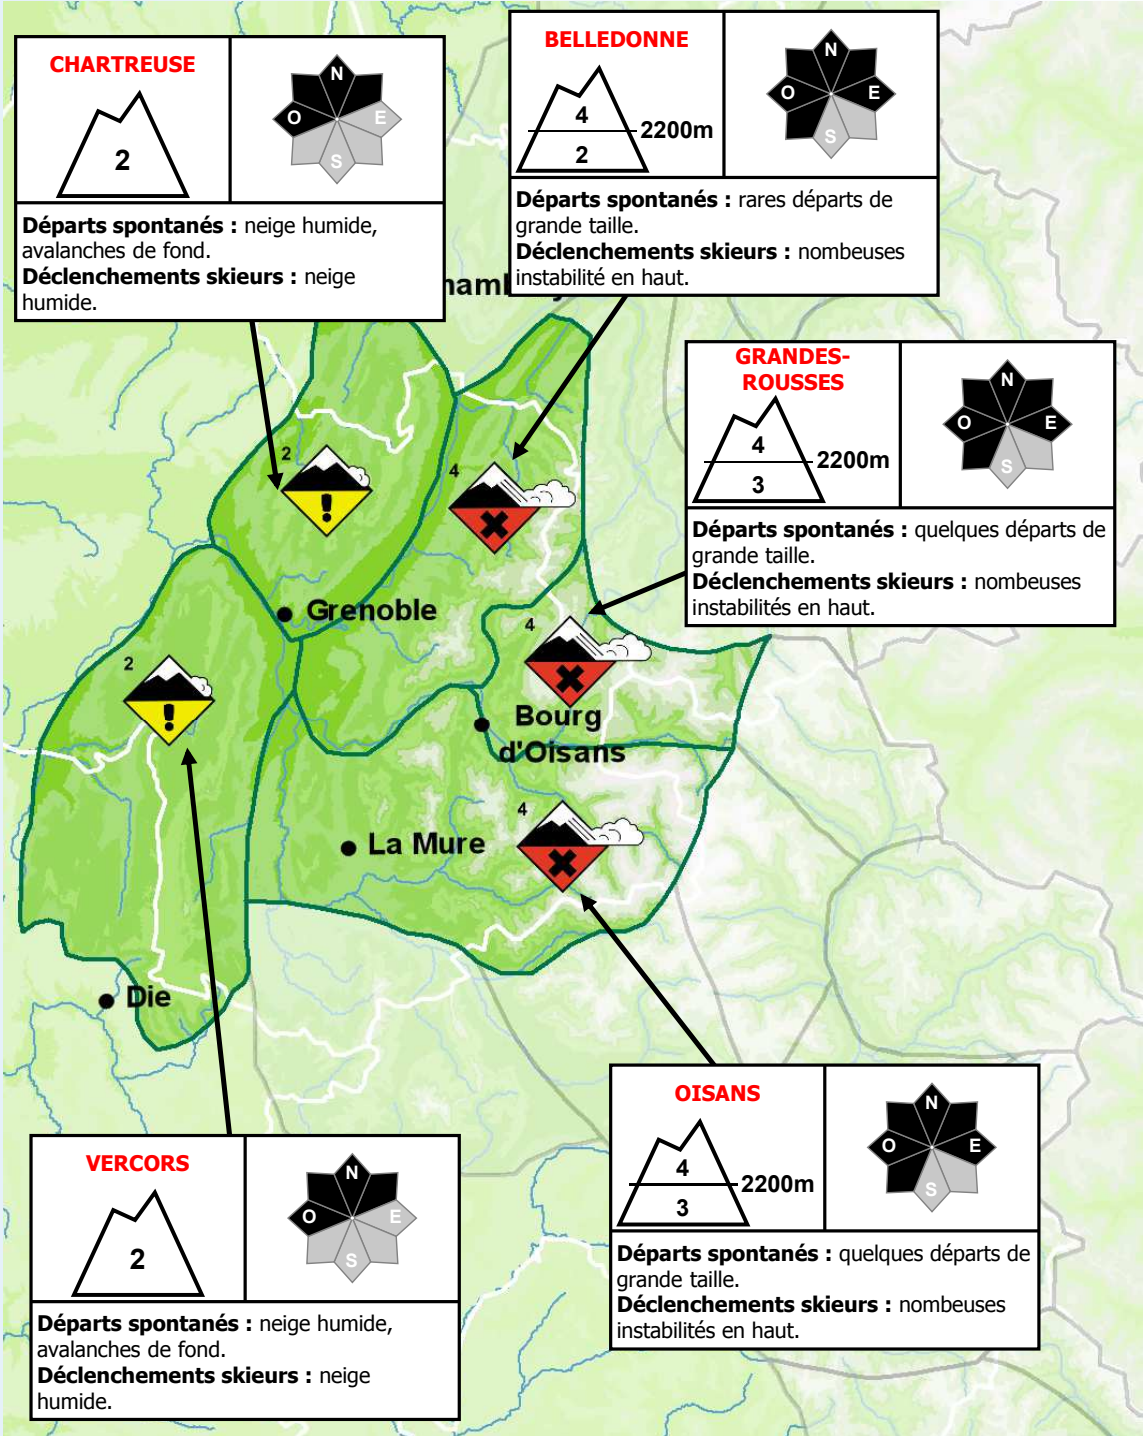 CHARTREUSE
2
N
E
S
O
Départs spontanés : neige humide,
avalanches de fond.
Déclenchements skieurs : neige
humide.
BELLEDONNE
4
2200m
2
N
E
S
O
Départs spontanés : rares départs de
grande taille.
Déclenchements skieurs : nombeuses
instabilité en haut.
GRANDES-
ROUSSES
4
2200m
3
N
E
S
O
Départs spontanés : quelques départs de
grande taille.
Déclenchements skieurs : nombeuses
instabilités en haut.
2
!
4
Grenoble
4
2
!
Bourg
d'Oisans
4
La Mure
Die
OISANS
4
2200m
3
N
E
S
O
Départs spontanés : quelques départs de
grande taille.
Déclenchements skieurs : nombeuses
instabilités en haut.
VERCORS
2
N
E
S
O
Départs spontanés : neige humide,
avalanches de fond.
Déclenchements skieurs : neige
humide.